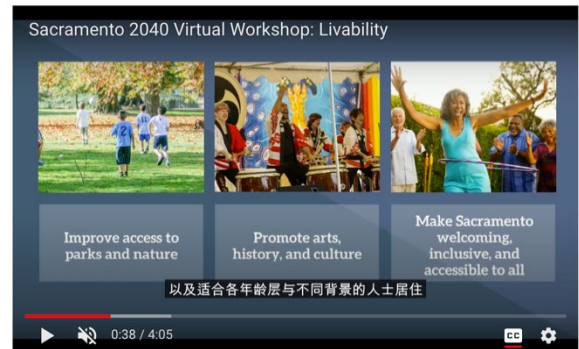 Sacramento 2040 Virtual Workshop: Livability
2
Improve access to
parks and nature
Promote arts,
history, and culture
Make Sacramento
welcoming,
inclusive, and
accessible to all
以及适合各年龄层与不同背景的人士居住
0:38 / 4:05
CC